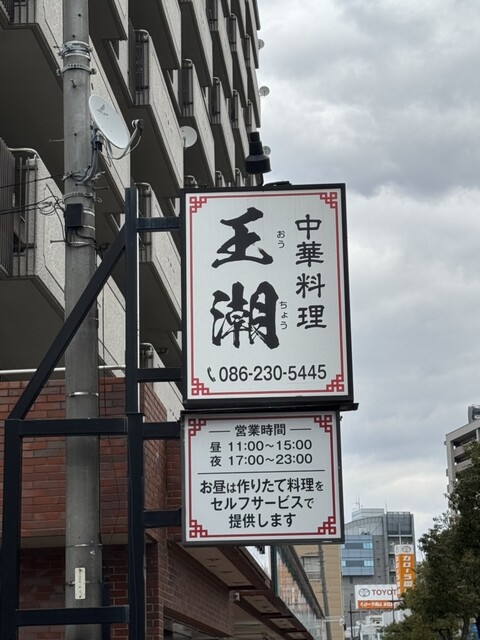 中華料理
王潮
おう
ちょう
086-230-5445
営業時間
昼 11:00～15:00
夜 17:00～23:00
お昼は作りたて料理を
セルフサービスで
提供します
TOYOTA